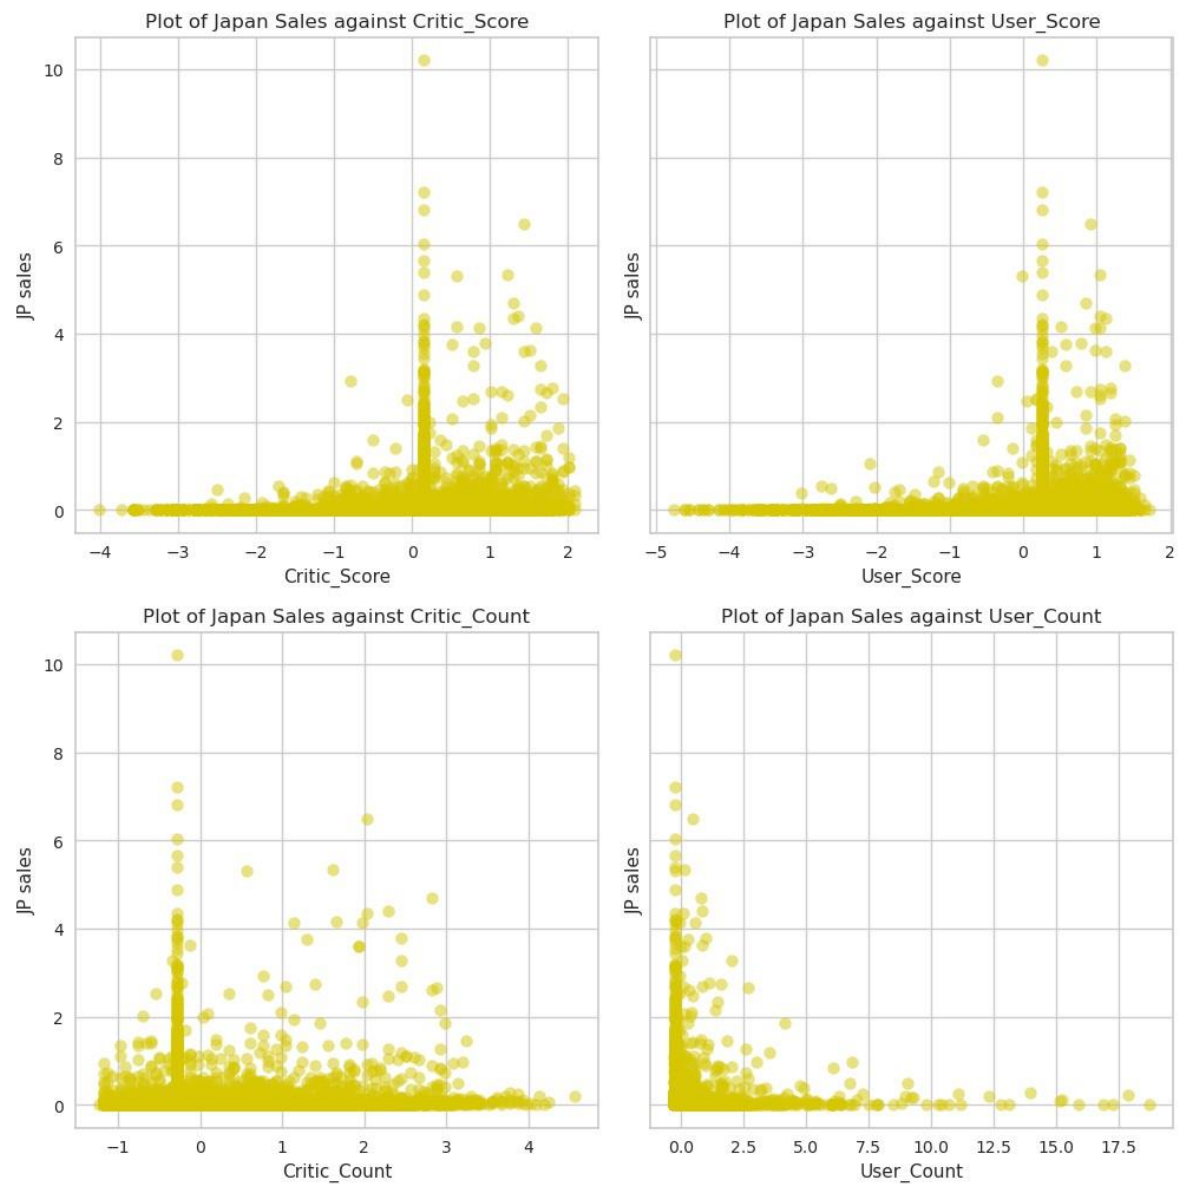 Plot of Japan Sales against Critic_Score
Plot of Japan Sales against User_Score
10
8
6
4
2
0
JP sales
JP sales
−4 −3 −2 −1 0 1 2
−5 −4 −3 −2 −1 0 1 2
Critic_Score
User_Score
Plot of Japan Sales against Critic_Count
Plot of Japan Sales against User_Count
10
8
6
4
2
0
JP sales
JP sales
−1 0 1 2 3 4
0.0 2.5 5.0 7.5 10.0 12.5 15.0 17.5
Critic_Count
User_Count